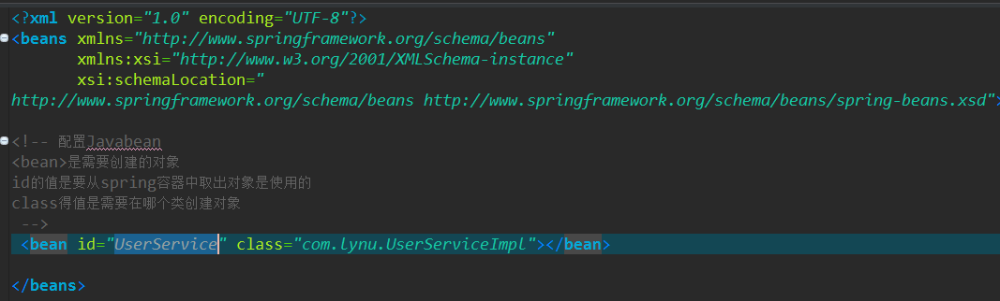 <?xml version="1.0" encoding="UTF-8"?>
<beans xmlns="http://www.springframework.org/schema/beans"
xmlns:xsi="http://www.w3.org/2001/XMLSchema-instance"
xsi:schemaLocation="
http://www.springframework.org/schema/beans http://www.springframework.org/schema/beans/spring-beans.xsd">
<!-- 配置Javabean
<bean>是需要创建的对象
id的值是要从spring容器中取出对象是使用的
class得值是需要在哪个类创建对象
-->
<bean id="UserService" class="com.lynu.UserServiceImpl"></bean>
</beans>